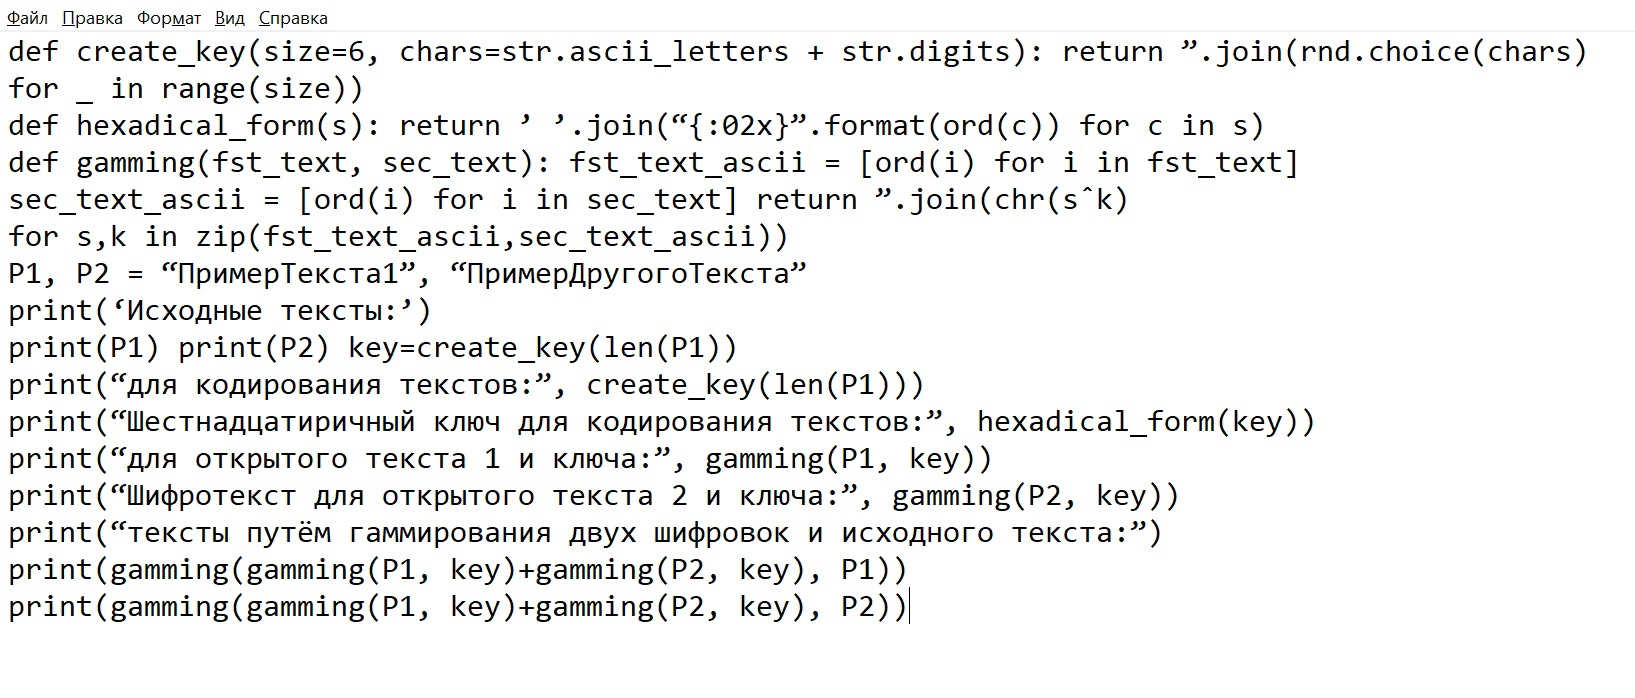 Файл Правка Формат Вид Справка
def create_key(size=6, chars=str.ascii_letters + str.digits): return ”.join(rnd.choice(chars)
for _ in range(size))
def hexadical_form(s): return ’ ’.join(“{:02x}”.format(ord(c)) for c in s)
def gamming(fst_text, sec_text): fst_text_ascii = [ord(i) for i in fst_text]
sec_text_ascii = [ord(i) for i in sec_text] return ”.join(chr(sˆk)
for s,k in zip(fst_text_ascii,sec_text_ascii))
P1, P2 = “ПримерТекста1”, “ПримерДругогоТекста”
print(‘Исходные тексты:’)
print(P1) print(P2) key=create_key(len(P1))
print(“для кодирования текстов:”, create_key(len(P1)))
print(“Шестнадцатиричный ключ для кодирования текстов:”, hexadical_form(key))
print(“для открытого текста 1 и ключа:”, gamming(P1, key))
print(“Шифротекст для открытого текста 2 и ключа:”, gamming(P2, key))
print(“тексты путём гаммирования двух шифровок и исходного текста:”)
print(gamming(gamming(P1, key)+gamming(P2, key), P1))
print(gamming(gamming(P1, key)+gamming(P2, key), P2))